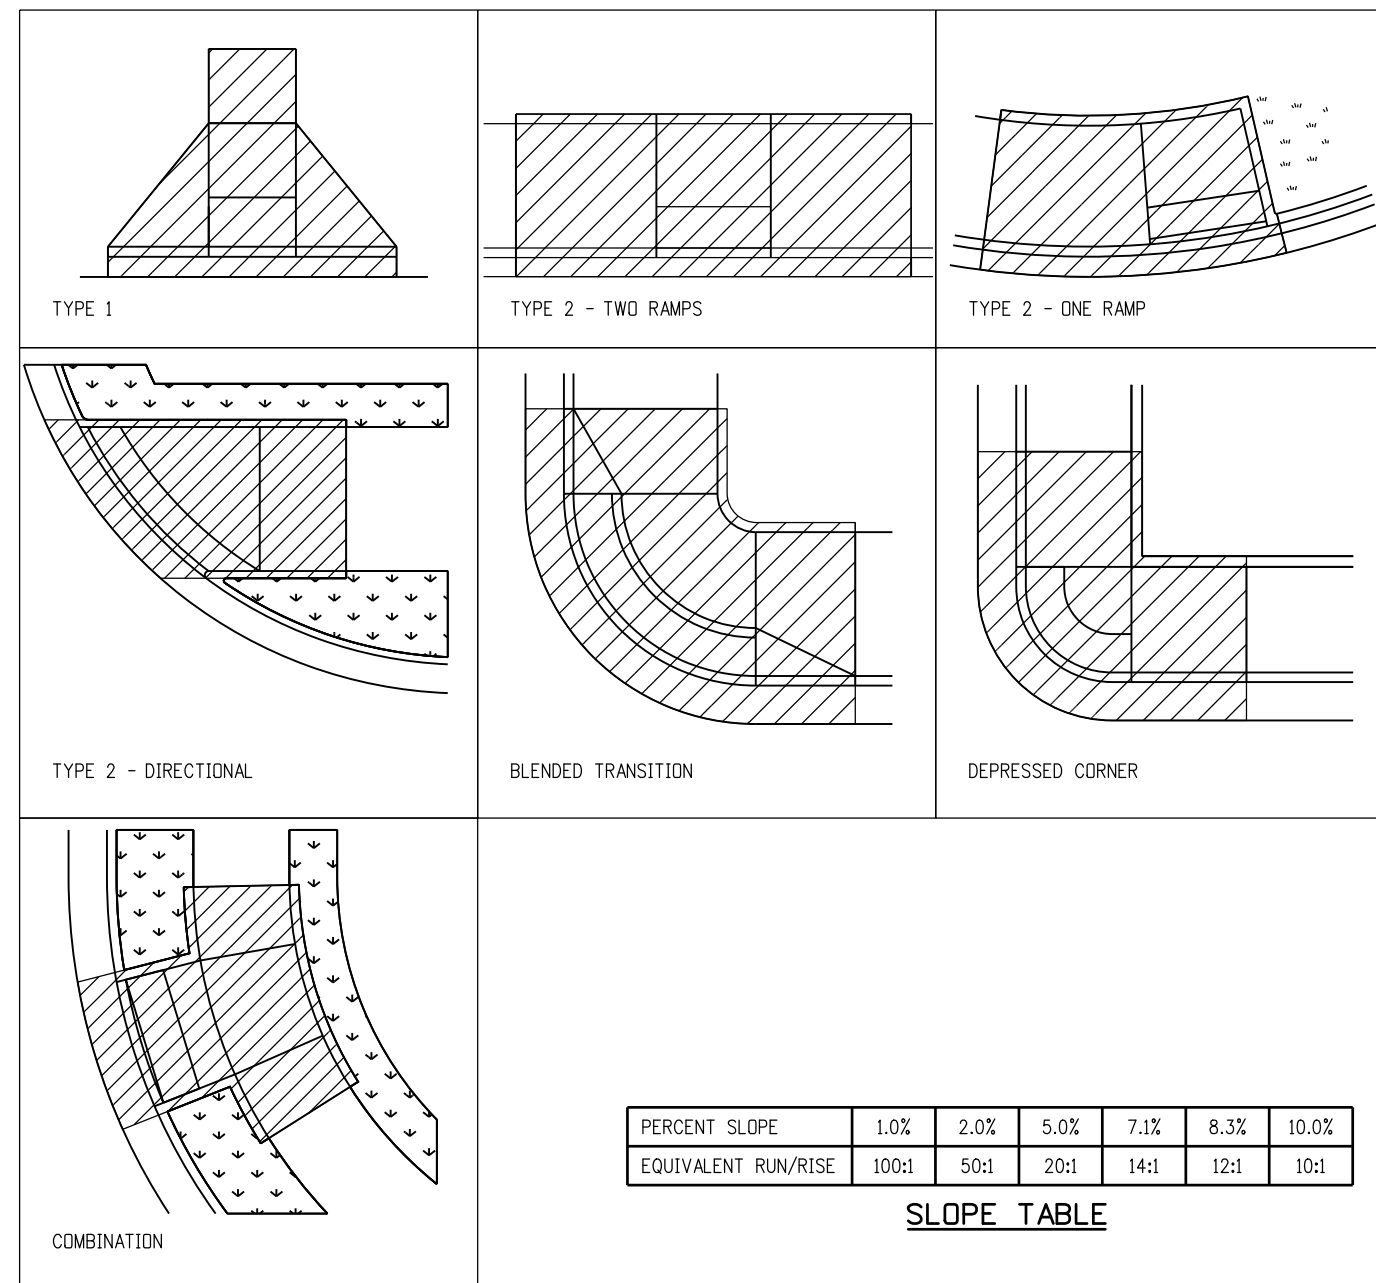 TYPE 1
TYPE 2 - TWO RAMPS
TYPE 2 - ONE RAMP
TYPE 2 - DIRECTIONAL
BLENDED TRANSITION
DEPRESSED CORNER
COMBINATION
PERCENT SLOPE 1.0% 2.0% 5.0% 7.1% 8.3% 10.0%
EQUIVALENT RUN/RISE 100:1 50:1 20:1 14:1 12:1 10:1
SLOPE TABLE